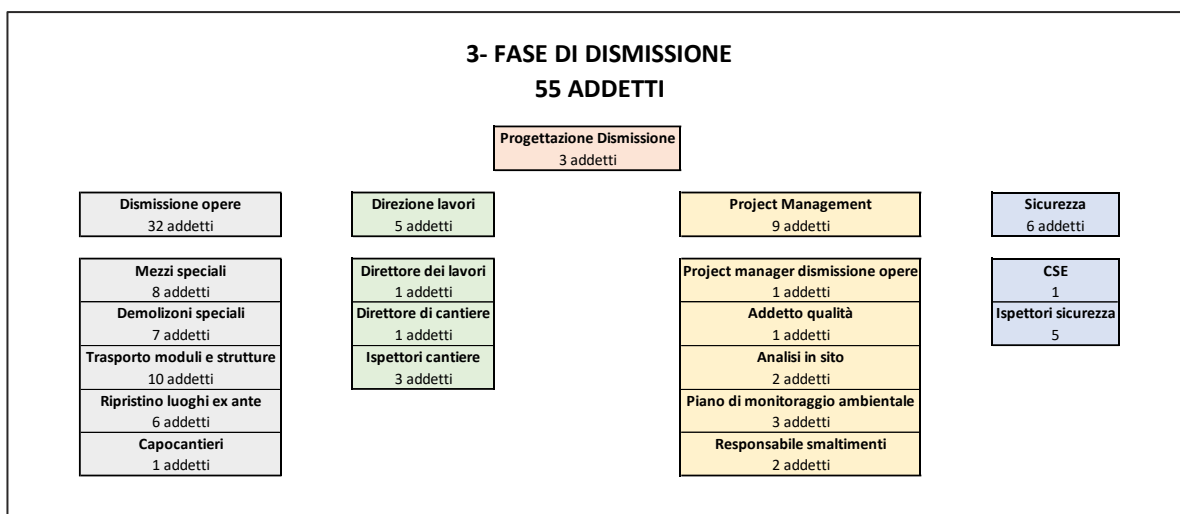 3- FASE DI DISMISSIONE
55 ADDETTI
Progettazione Dismissione
3 addetti
Dismissione opere
32 addetti
Direzione lavori
5 addetti
Project Management
9 addetti
Sicurezza
6 addetti
Mezzi speciali
8 addetti
Demolizoni speciali
7 addetti
Trasporto moduli e strutture
10 addetti
Ripristino luoghi ex ante
6 addetti
Capocantieri
1 addetti
Direttore dei lavori
1 addetti
Direttore di cantiere
1 addetti
Ispettori cantiere
3 addetti
Project manager dismissione opere
1 addetti
Addetto qualità
1 addetti
Analisi in sito
2 addetti
Piano di monitoraggio ambientale
3 addetti
Responsabile smaltimenti
2 addetti
CSE
1
Ispettori sicurezza
5